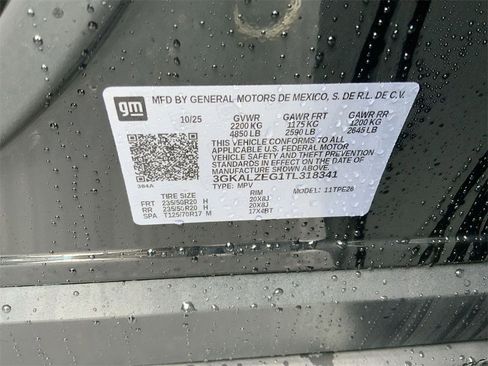 gm
MFD BY GENERAL MOTORS DE MEXICO, S. DE R.L. DE C.V.
10/25 GVWR GAWR FRT GAWR RR
2200 KG 1175 KG 1200 KG
4850 LB 2590 LB 2645 LB
THIS VEHICLE CONFORMS TO ALL
APPLICABLE U.S. FEDERAL MOTOR
VEHICLE SAFETY STANDARDS IN
EFFECT ON THE DATE OF
MANUFACTURE SHOWN ABOVE.
3GKALZEG1TL318341
384A TYPE: MPV MODEL: 11TPE26
TIRE SIZE RIM
FRT 235/50R20 H 20X8J
RR 235/50R20 H 20X8J
SPA T125/70R17 M 17X4BT